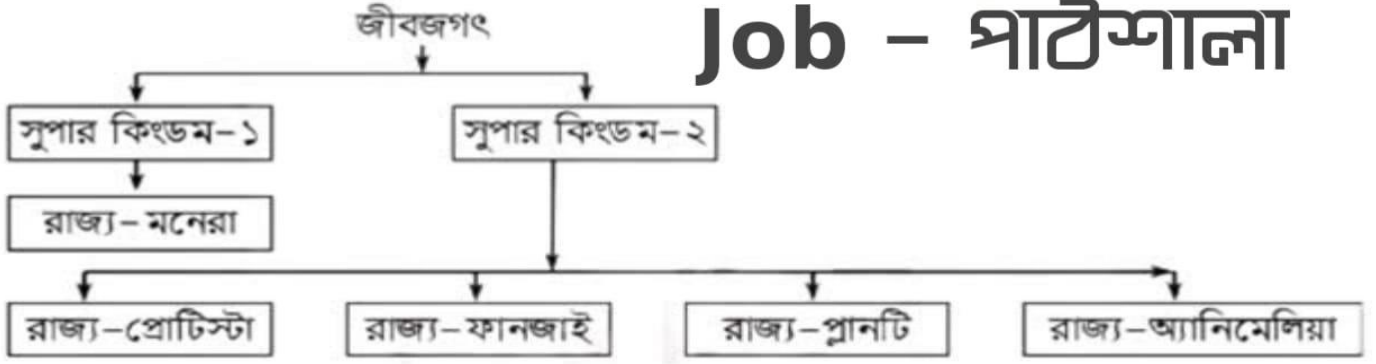 জীবজগৎ
Job – পাঠশালা
সুপার কিংডম–১
সুপার কিংডম–২
রাজ্য–মনেরা
রাজ্য–প্রোটিস্টা
রাজ্য–ফানজাই
রাজ্য–প্লানটি
রাজ্য–অ্যানিমেলিয়া